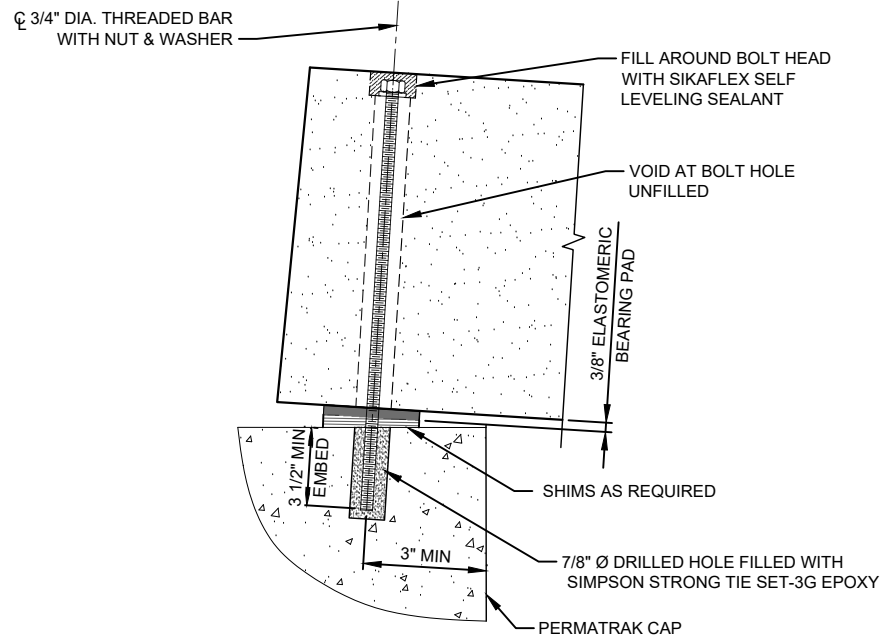 ℄ 3/4" DIA. THREADED BAR
WITH NUT & WASHER
FILL AROUND BOLT HEAD
WITH SIKAFLEX SELF
LEVELING SEALANT
VOID AT BOLT HOLE
UNFILLED
3/8" ELASTOMERIC
BEARING PAD
3 1/2" MIN.
EMBED
SHIMS AS REQUIRED
3" MIN
7/8" Ø DRILLED HOLE FILLED WITH
SIMPSON STRONG TIE SET-3G EPOXY
PERMATRAK CAP